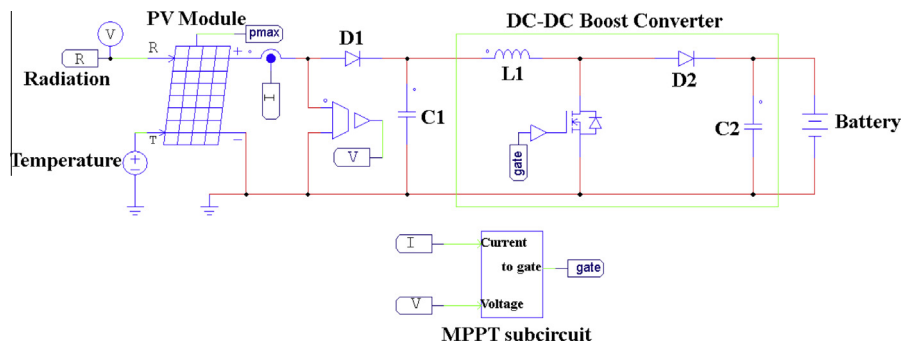 PV Module
DC-DC Boost Converter
V
pmax
D1
R
R
+
Radiation
I
L1
D2
C1
C2
Battery
T
−
V
gate
Temperature
I
Current
to gate
gate
V
Voltage
MPPT subcircuit